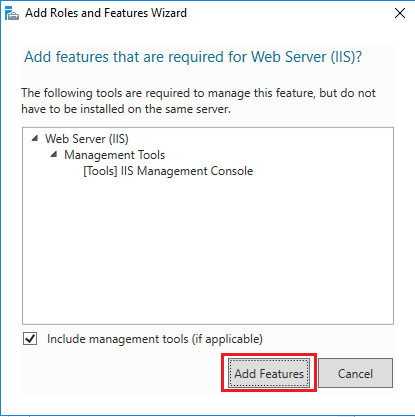 Add Roles and Features Wizard
Add features that are required for Web Server (IIS)?
The following tools are required to manage this feature, but do not
have to be installed on the same server.
Web Server (IIS)
Management Tools
[Tools] IIS Management Console
Include management tools (if applicable)
Add Features
Cancel